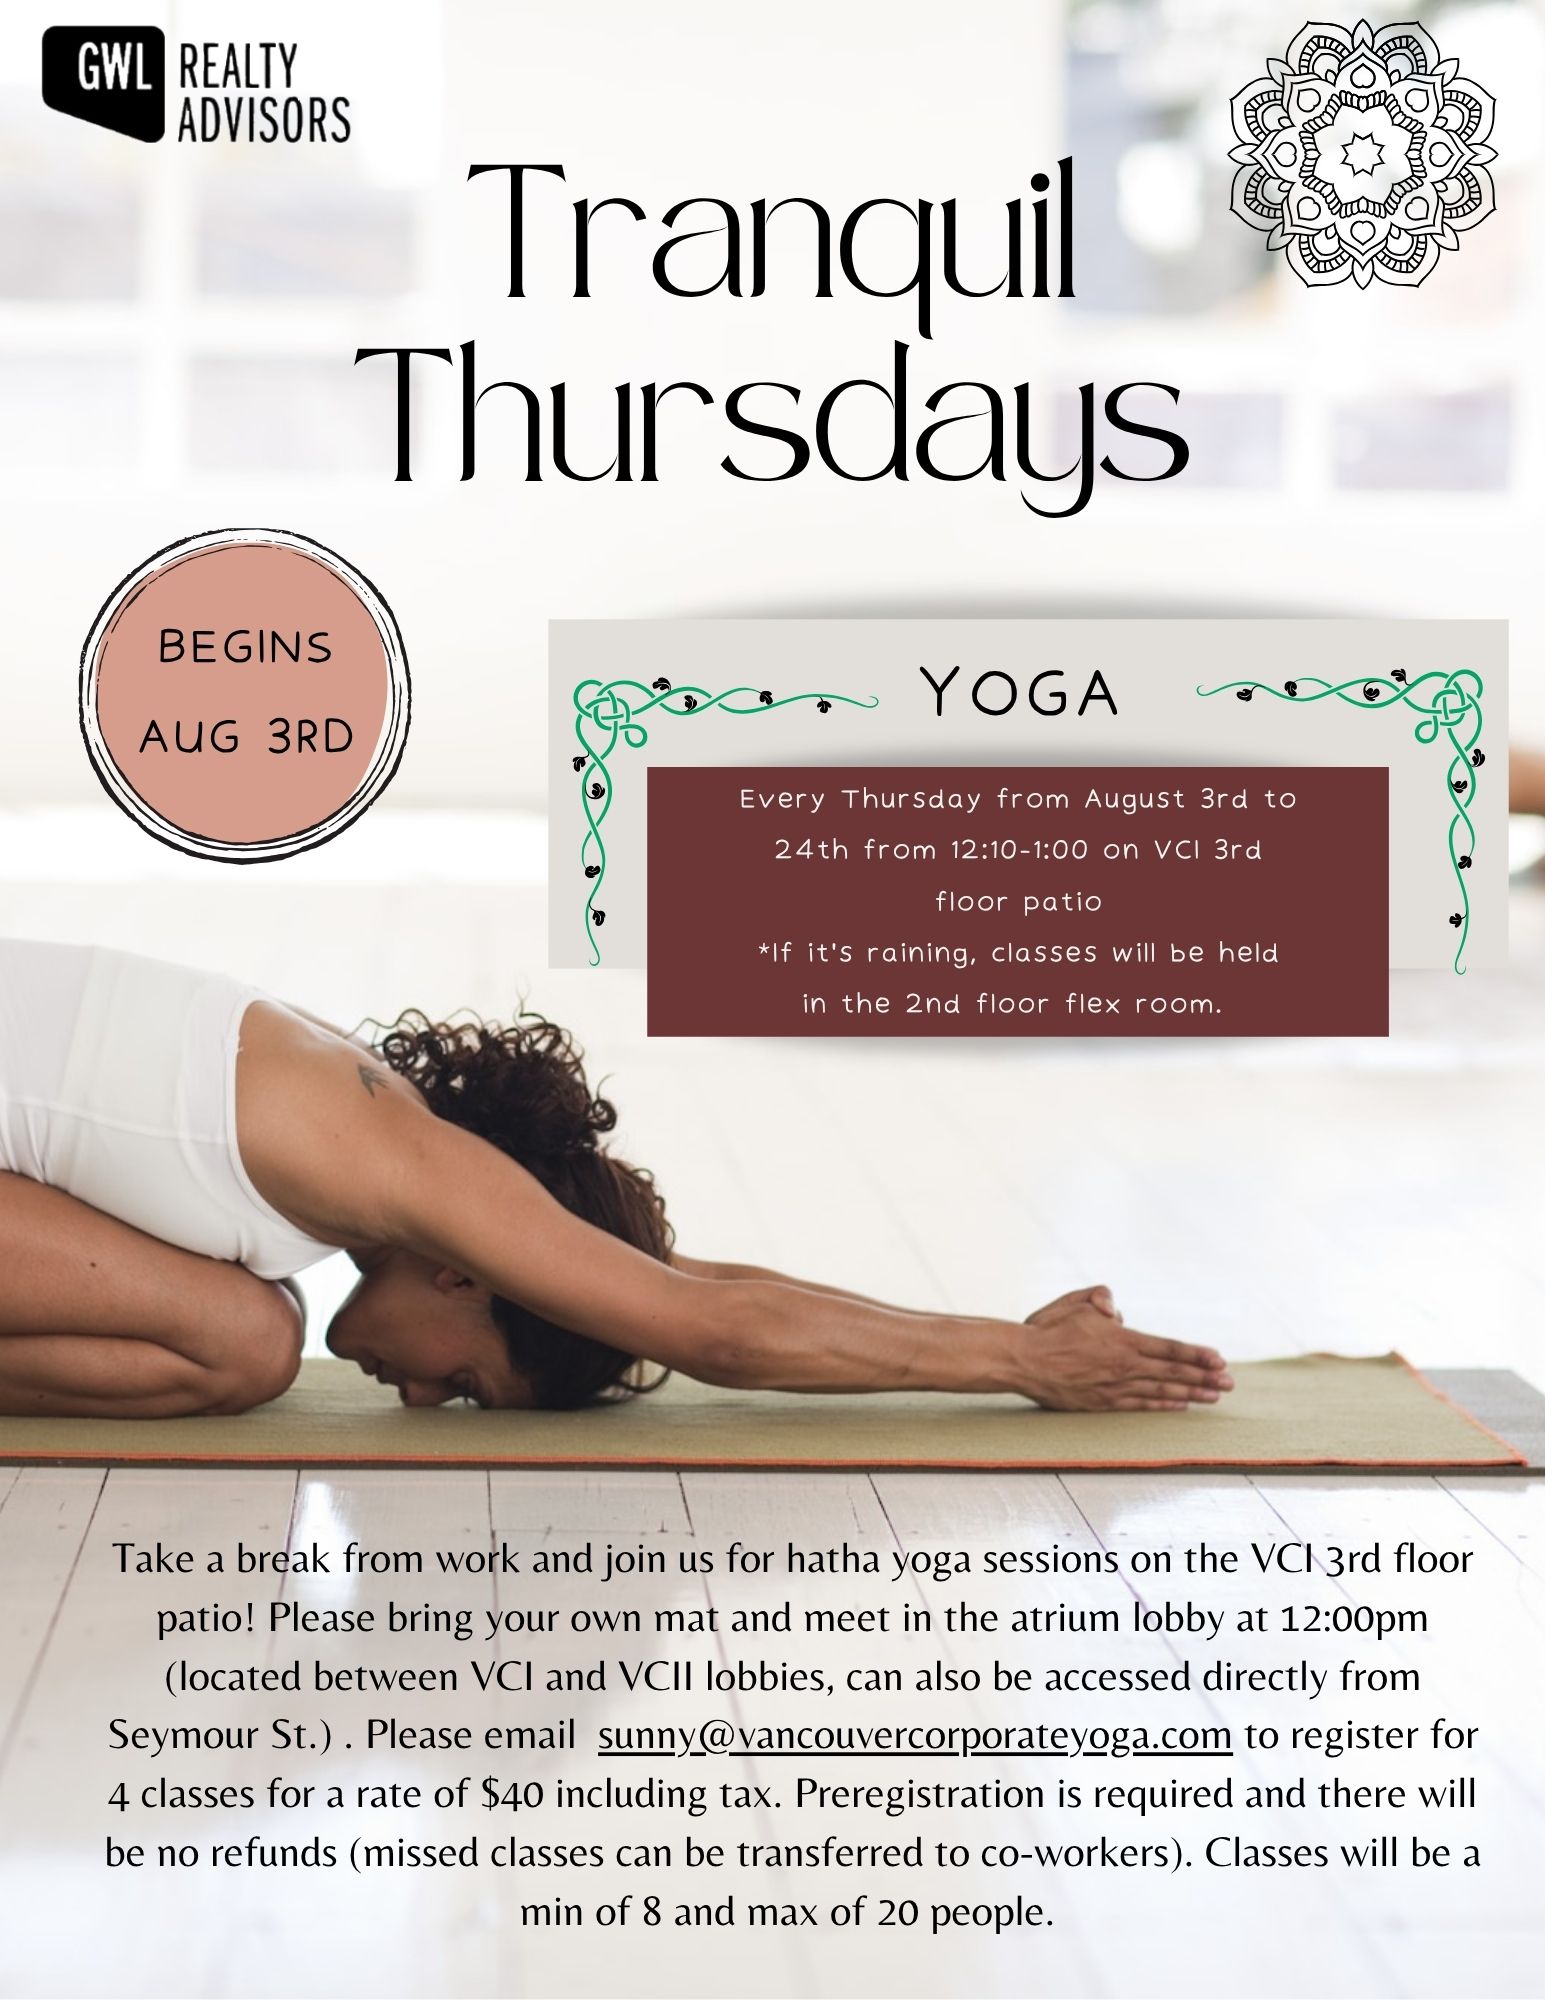 GWL REALTY
ADVISORS
Tranquil
Thursdays
BEGINS
AUG 3RD
YOGA
Every Thursday from August 3rd to
24th from 12:10-1:00 on VCI 3rd
floor patio
*If it's raining, classes will be held
in the 2nd floor flex room.
Take a break from work and join us for hatha yoga sessions on the VCI 3rd floor
patio! Please bring your own mat and meet in the atrium lobby at 12:00pm
(located between VCI and VCII lobbies, can also be accessed directly from
Seymour St.) . Please email sunny@vancouvercorporateyoga.com to register for
4 classes for a rate of $40 including tax. Preregistration is required and there will
be no refunds (missed classes can be transferred to co-workers). Classes will be a
min of 8 and max of 20 people.